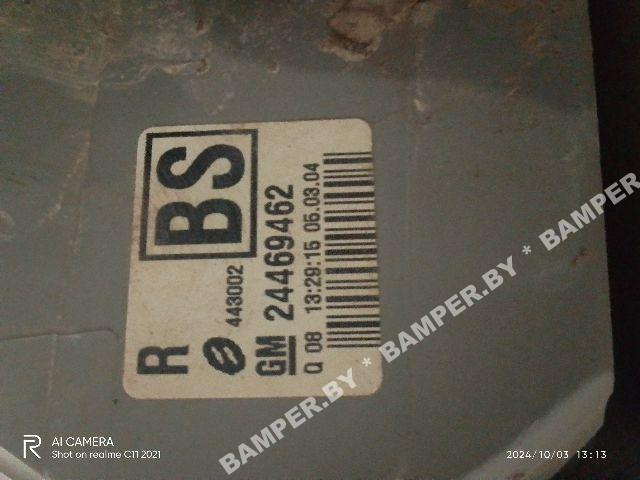 BS
R
443002
GM 24469462
Q 08 13:29:15 05.03.04
BAMPER.BY * BAMPER.BY * BAMPER.BY
AI CAMERA
Shot on realme C11 2021
2024/10/03 13:13